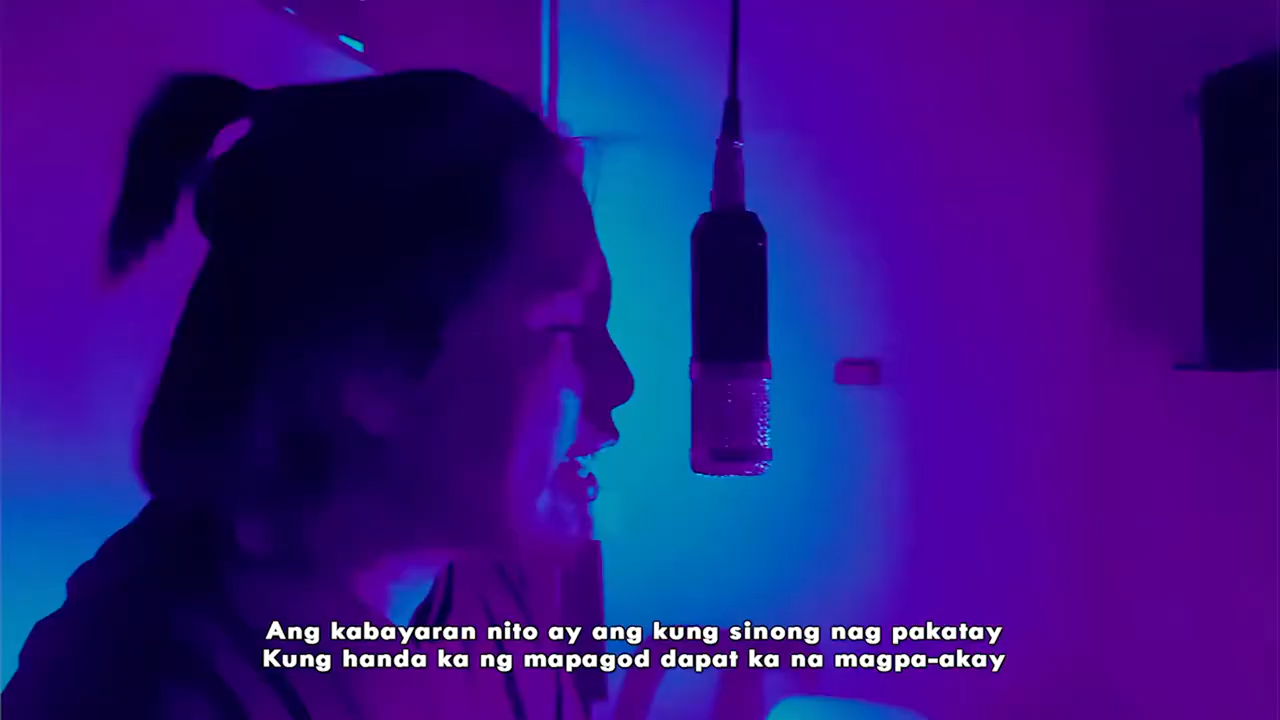 Ang kabayaran nito ay ang kung sinong nag pakatay
Kung handa ka ng mapagod dapat ka na magpa-akay